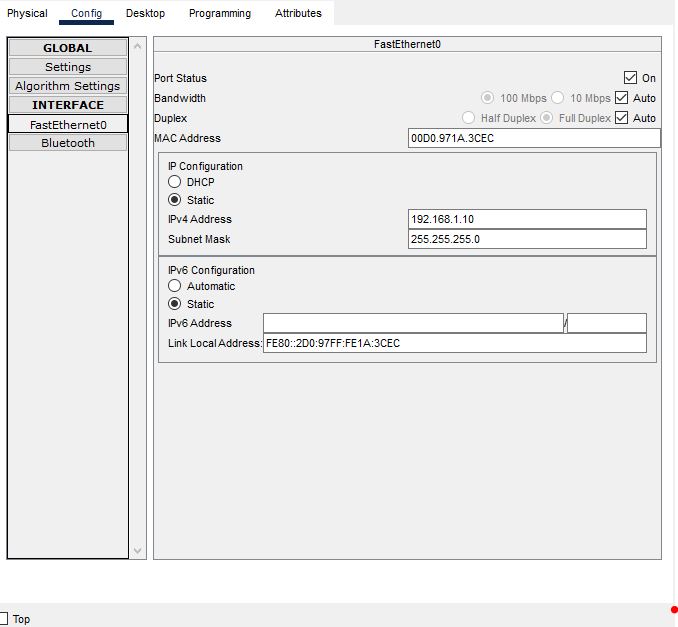 Physical Config Desktop Programming Attributes
GLOBAL
Settings
Algorithm Settings
INTERFACE
FastEthernet0
Bluetooth
FastEthernet0
Port Status On
Bandwidth 100 Mbps 10 Mbps Auto
Duplex Half Duplex Full Duplex Auto
MAC Address 00D0.971A.3CEC
IP Configuration
DHCP
Static
IPv4 Address 192.168.1.10
Subnet Mask 255.255.255.0
IPv6 Configuration
Automatic
Static
IPv6 Address /
Link Local Address: FE80::2D0:97FF:FE1A:3CEC
Top